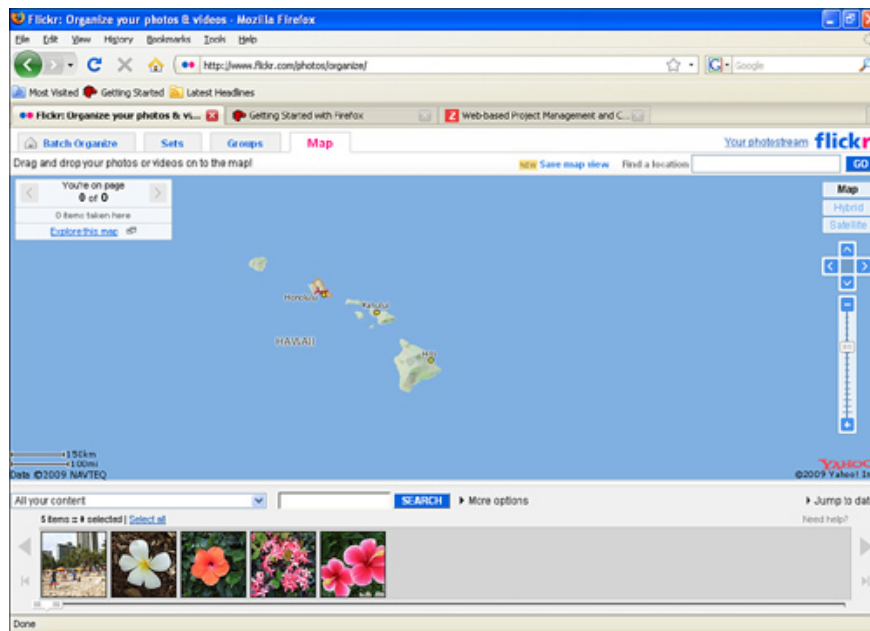 Flickr: Organize your photos & videos - Mozilla Firefox
File Edit View History Bookmarks Tools Help
http://www.flickr.com/photos/organize/ Google
Most Visited Getting Started Latest Headlines
Flickr: Organize your photos & vi... Getting Started with Firefox Web-based Project Management and C...
Batch Organize Sets Groups Map Your photostream flickr
Drag and drop your photos or videos on to the map! NEW Save map view Find a location GO
You're on page
0 of 0
0 items taken here
Explore this map
Map
Hybrid
Satellite
Honolulu
Kahului
HAWAII
Hilo
150km
100mi
Data ©2009 NAVTEQ
YAHOO
©2009 Yahoo! In
All your content SEARCH More options Jump to dat
5 items :: 0 selected | Select all Need help?
Done